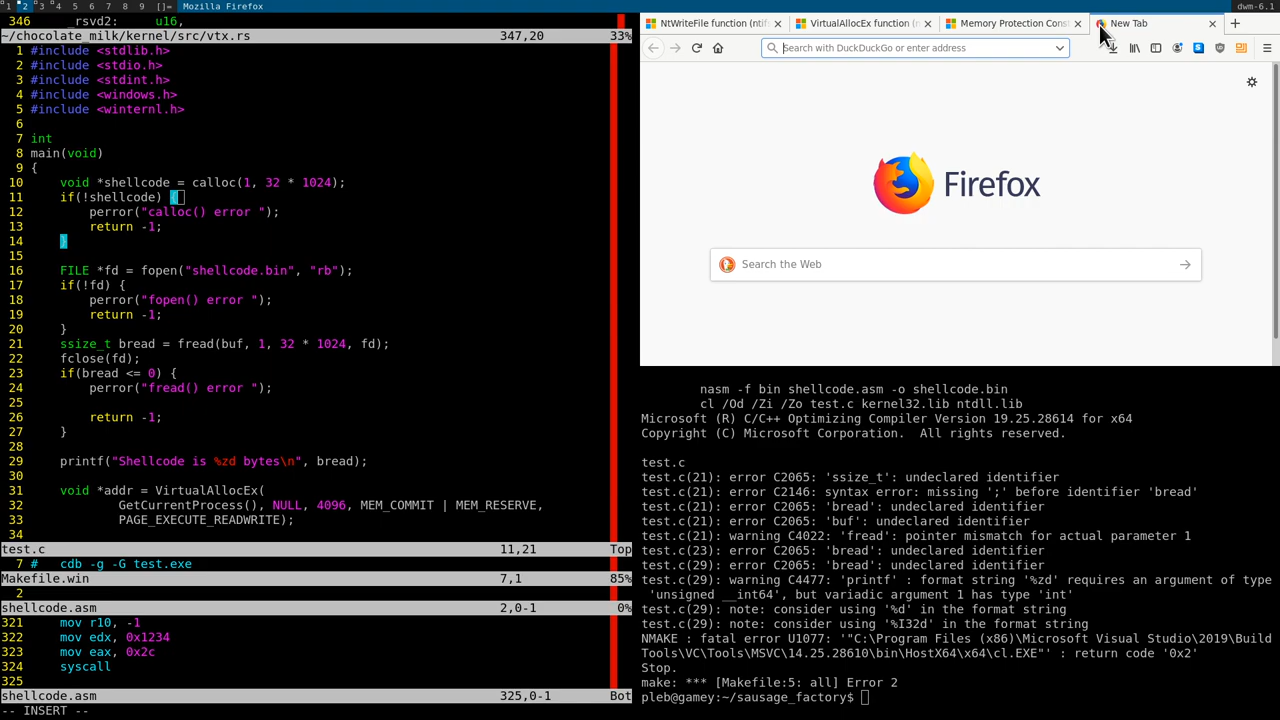 1 2 3 4 5 6 7 8 9 []= Mozilla Firefox dwm-6.1
346      _rsvd2:      u16,
~/chocolate_milk/kernel/src/vtx.rs 347,20 33%
1 #include <stdlib.h>
2 #include <stdio.h>
3 #include <stdint.h>
4 #include <windows.h>
5 #include <winternl.h>
6
7 int
8 main(void)
9 {
10     void *shellcode = calloc(1, 32 * 1024);
11     if(!shellcode) {
12         perror("calloc() error ");
13         return -1;
14     }
15
16     FILE *fd = fopen("shellcode.bin", "rb");
17     if(!fd) {
18         perror("fopen() error ");
19         return -1;
20     }
21     ssize_t bread = fread(buf, 1, 32 * 1024, fd);
22     fclose(fd);
23     if(bread <= 0) {
24         perror("fread() error ");
25
26         return -1;
27     }
28
29     printf("Shellcode is %zd bytes\n", bread);
30
31     void *addr = VirtualAllocEx(
32             GetCurrentProcess(), NULL, 4096, MEM_COMMIT | MEM_RESERVE,
33             PAGE_EXECUTE_READWRITE);
34
test.c 11,21 Top
7 #   cdb -g -G test.exe
Makefile.win 7,1 85%
2
shellcode.asm 2,0-1 0%
321     mov r10, -1
322     mov edx, 0x1234
323     mov eax, 0x2c
324     syscall
325
shellcode.asm 325,0-1 Bot
-- INSERT --
NtWriteFile function (ntif VirtualAllocEx function (m Memory Protection Const New Tab
Search with DuckDuckGo or enter address
Firefox
Search the Web
nasm -f bin shellcode.asm -o shellcode.bin
cl /Od /Zi /Zo test.c kernel32.lib ntdll.lib
Microsoft (R) C/C++ Optimizing Compiler Version 19.25.28614 for x64
Copyright (C) Microsoft Corporation.  All rights reserved.
test.c
test.c(21): error C2065: 'ssize_t': undeclared identifier
test.c(21): error C2146: syntax error: missing ';' before identifier 'bread'
test.c(21): error C2065: 'bread': undeclared identifier
test.c(21): error C2065: 'buf': undeclared identifier
test.c(21): warning C4022: 'fread': pointer mismatch for actual parameter 1
test.c(23): error C2065: 'bread': undeclared identifier
test.c(29): error C2065: 'bread': undeclared identifier
test.c(29): warning C4477: 'printf' : format string '%zd' requires an argument of type
 'unsigned __int64', but variadic argument 1 has type 'int'
test.c(29): note: consider using '%d' in the format string
test.c(29): note: consider using '%I32d' in the format string
NMAKE : fatal error U1077: '"C:\Program Files (x86)\Microsoft Visual Studio\2019\Build
Tools\VC\Tools\MSVC\14.25.28610\bin\HostX64\x64\cl.EXE"' : return code '0x2'
Stop.
make: *** [Makefile:5: all] Error 2
pleb@gamey:~/sausage_factory$